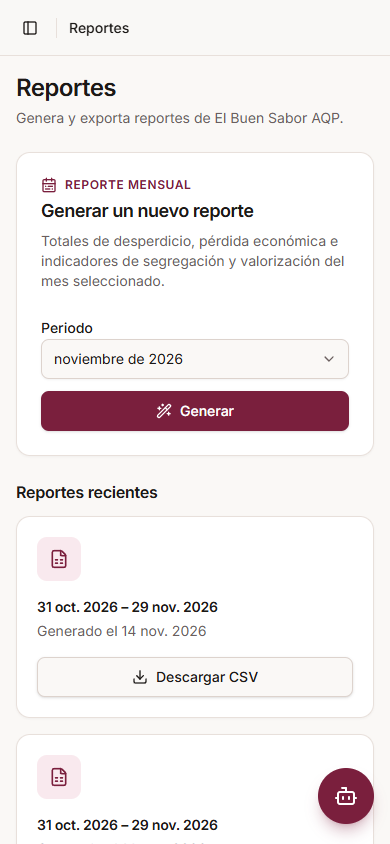 Reportes
Reportes
Genera y exporta reportes de El Buen Sabor AQP.
REPORTE MENSUAL
Generar un nuevo reporte
Totales de desperdicio, pérdida económica e
indicadores de segregación y valorización del
mes seleccionado.
Periodo
noviembre de 2026
Generar
Reportes recientes
31 oct. 2026 – 29 nov. 2026
Generado el 14 nov. 2026
Descargar CSV
31 oct. 2026 – 29 nov. 2026